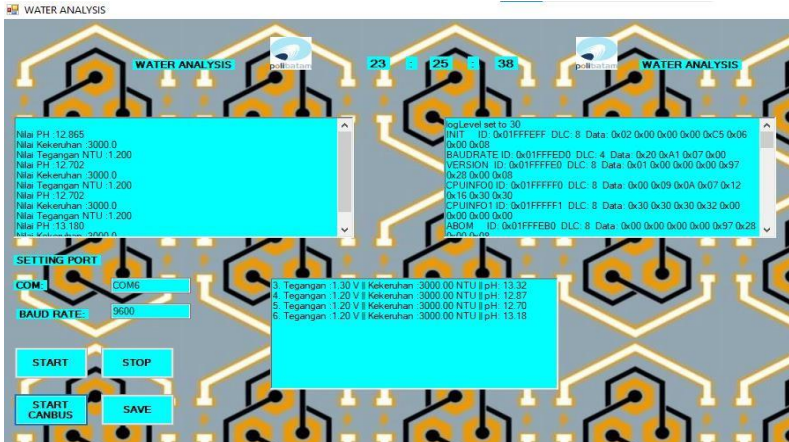 WATER ANALYSIS
WATER ANALYSIS
polibatam
23 : 25 : 38
polibatam
WATER ANALYSIS
Nilai PH :12.865
Nilai Kekeruhan :3000.0
Nilai Tegangan NTU :1.200
Nilai PH :12.702
Nilai Kekeruhan :3000.0
Nilai Tegangan NTU :1.200
Nilai PH :12.702
Nilai Kekeruhan :3000.0
Nilai Tegangan NTU :1.200
Nilai PH :13.180
Nilai Kekeruhan :3000.0
logLevel set to 30
INIT ID: 0x01FFFEFF DLC: 8 Data: 0x02 0x00 0x00 0x00 0xC5 0x06
0x00 0x08
BAUDRATE ID: 0x01FFFED0 DLC: 4 Data: 0x20 0xA1 0x07 0x00
VERSION ID: 0x01FFFFE0 DLC: 8 Data: 0x01 0x00 0x00 0x00 0x97
0x28 0x00 0x08
CPUINFO0 ID: 0x01FFFFF0 DLC: 8 Data: 0x00 0x09 0x0A 0x07 0x12
0x16 0x30 0x30
CPUINFO1 ID: 0x01FFFFF1 DLC: 8 Data: 0x30 0x30 0x30 0x32 0x00
0x00 0x00 0x00
ABOM ID: 0x01FFFEB0 DLC: 8 Data: 0x00 0x00 0x00 0x00 0x97 0x28
0x00 0x08
SETTING PORT
COM: COM6
BAUD RATE: 9600
3. Tegangan :1.30 V || Kekeruhan :3000.00 NTU || pH: 13.32
4. Tegangan :1.20 V || Kekeruhan :3000.00 NTU || pH: 12.87
5. Tegangan :1.20 V || Kekeruhan :3000.00 NTU || pH: 12.70
6. Tegangan :1.20 V || Kekeruhan :3000.00 NTU || pH: 13.18
START
STOP
START
CANBUS
SAVE